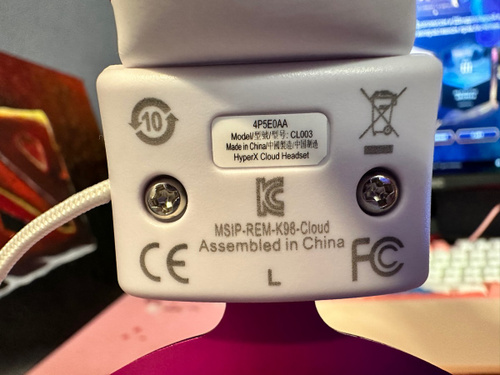 10
4P5E0AA
Model/型號/型号: CL003
Made in China/中國製造/中国制造
HyperX Cloud Headset
MSIP-REM-K98-Cloud
Assembled in China
CE
L
FC